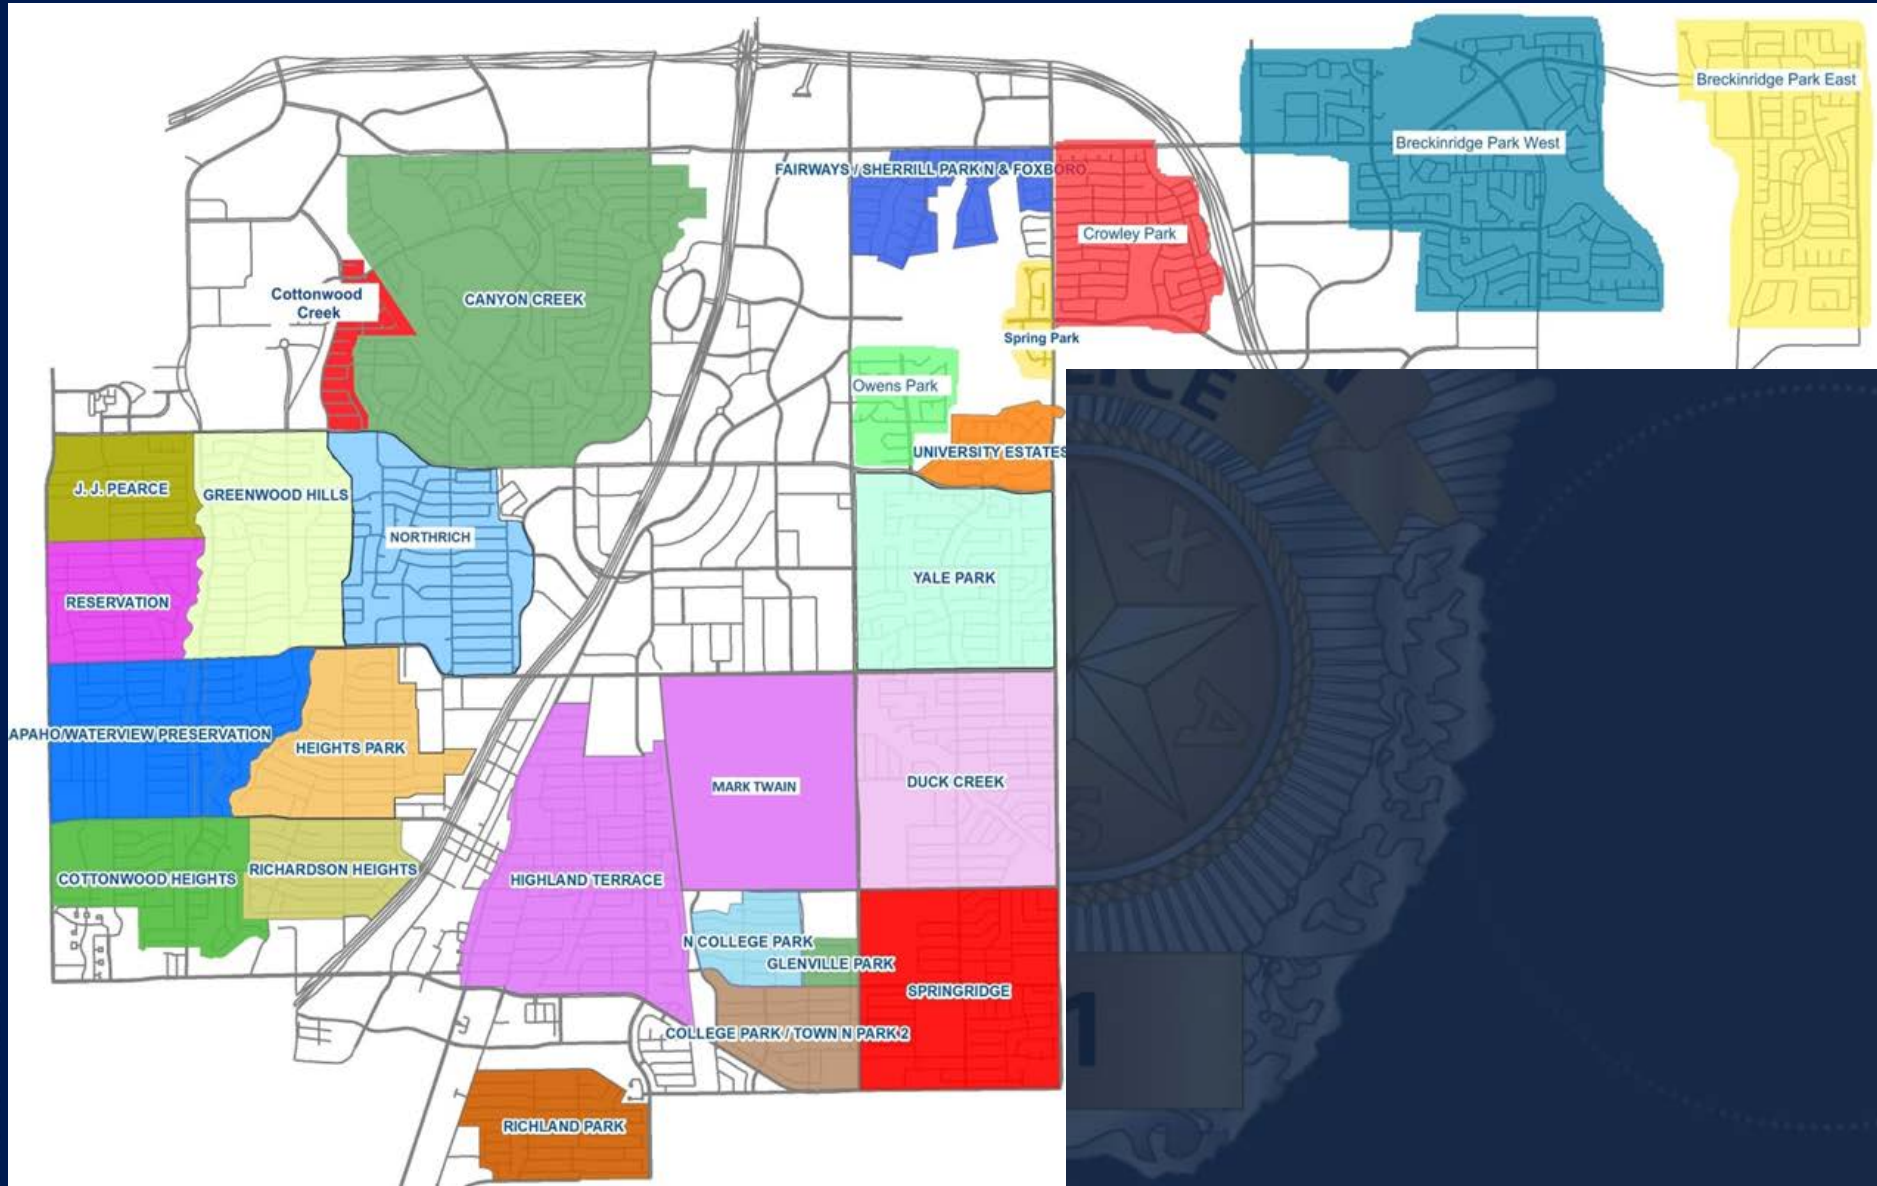 Breckinridge Park East
Breckinridge Park West
FAIRWAYS / SHERRILL PARK N & FOXBORO
Crowley Park
Cottonwood
Creek
CANYON CREEK
Spring Park
Owens Park
UNIVERSITY ESTATES
J. J. PEARCE
GREENWOOD HILLS
NORTHRICH
YALE PARK
RESERVATION
APAHO/WATERVIEW PRESERVATION
HEIGHTS PARK
MARK TWAIN
DUCK CREEK
COTTONWOOD HEIGHTS
RICHARDSON HEIGHTS
HIGHLAND TERRACE
N COLLEGE PARK
GLENVILLE PARK
SPRINGRIDGE
COLLEGE PARK / TOWN N PARK 2
RICHLAND PARK
ICE
X
A
S
1